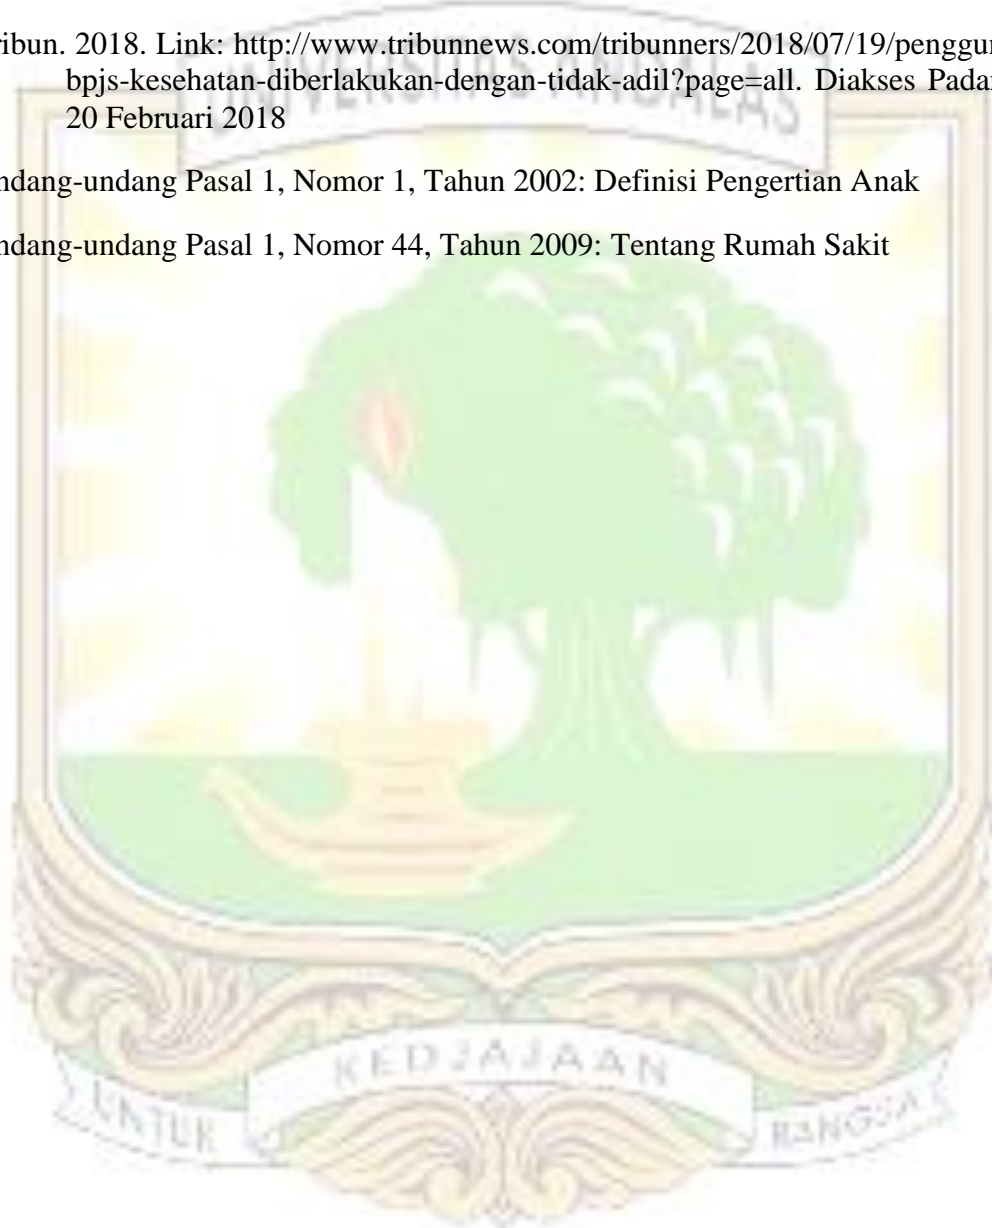 ribun. 2018. Link: http://www.tribunnews.com/tribunners/2018/07/19/penggun
bpjs-kesehatan-diberlakukan-dengan-tidak-adil?page=all. Diakses Pada
20 Februari 2018
UNIVERSITAS ANDALAS
ndang-undang Pasal 1, Nomor 1, Tahun 2002: Definisi Pengertian Anak
ndang-undang Pasal 1, Nomor 44, Tahun 2009: Tentang Rumah Sakit
UNTUK KEDJAJAAN BANGSA